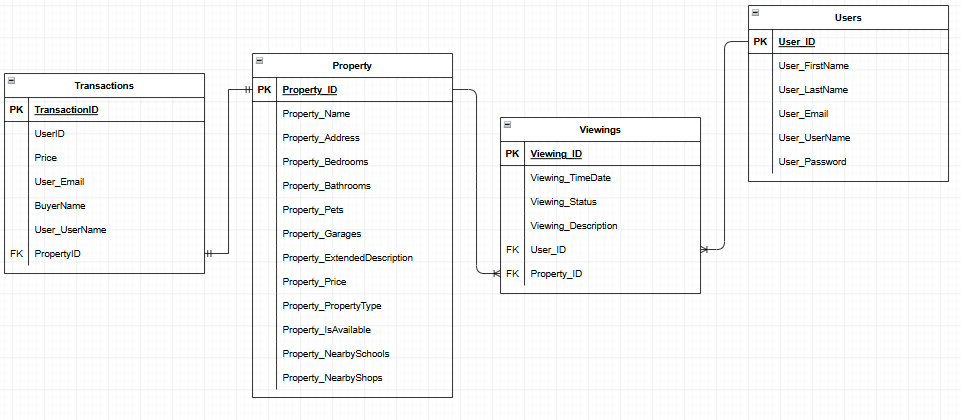 Transactions
PK TransactionID
UserID
Price
User_Email
BuyerName
User_UserName
FK PropertyID
Property
PK Property_ID
Property_Name
Property_Address
Property_Bedrooms
Property_Bathrooms
Property_Pets
Property_Garages
Property_ExtendedDescription
Property_Price
Property_PropertyType
Property_IsAvailable
Property_NearbySchools
Property_NearbyShops
Viewings
PK Viewing_ID
Viewing_TimeDate
Viewing_Status
Viewing_Description
FK User_ID
FK Property_ID
Users
PK User_ID
User_FirstName
User_LastName
User_Email
User_UserName
User_Password